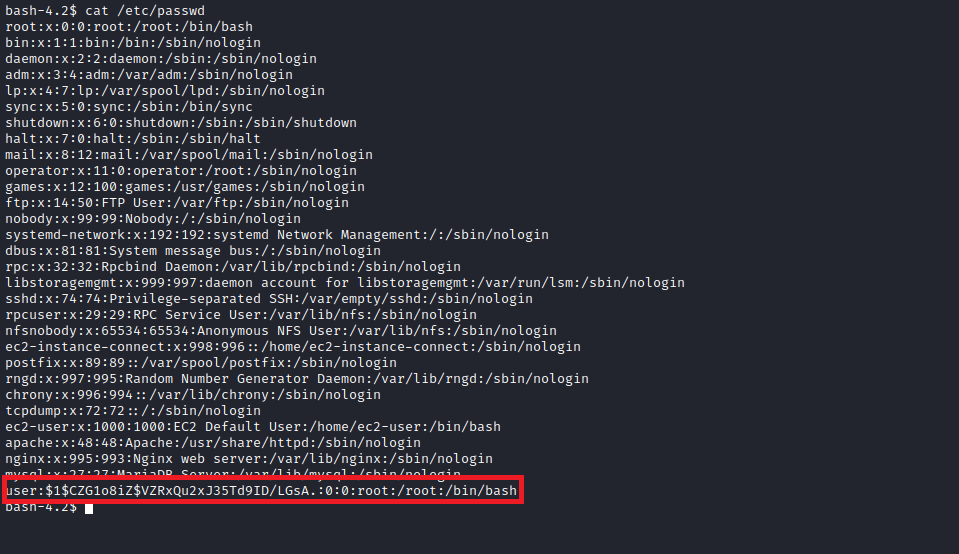 bash-4.2$ cat /etc/passwd
root:x:0:0:root:/root:/bin/bash
bin:x:1:1:bin:/bin:/sbin/nologin
daemon:x:2:2:daemon:/sbin:/sbin/nologin
adm:x:3:4:adm:/var/adm:/sbin/nologin
lp:x:4:7:lp:/var/spool/lpd:/sbin/nologin
sync:x:5:0:sync:/sbin:/bin/sync
shutdown:x:6:0:shutdown:/sbin:/sbin/shutdown
halt:x:7:0:halt:/sbin:/sbin/halt
mail:x:8:12:mail:/var/spool/mail:/sbin/nologin
operator:x:11:0:operator:/root:/sbin/nologin
games:x:12:100:games:/usr/games:/sbin/nologin
ftp:x:14:50:FTP User:/var/ftp:/sbin/nologin
nobody:x:99:99:Nobody:/:/sbin/nologin
systemd-network:x:192:192:systemd Network Management:/:/sbin/nologin
dbus:x:81:81:System message bus:/:/sbin/nologin
rpc:x:32:32:Rpcbind Daemon:/var/lib/rpcbind:/sbin/nologin
libstoragemgmt:x:999:997:daemon account for libstoragemgmt:/var/run/lsm:/sbin/nologin
sshd:x:74:74:Privilege-separated SSH:/var/empty/sshd:/sbin/nologin
rpcuser:x:29:29:RPC Service User:/var/lib/nfs:/sbin/nologin
nfsnobody:x:65534:65534:Anonymous NFS User:/var/lib/nfs:/sbin/nologin
ec2-instance-connect:x:998:996::/home/ec2-instance-connect:/sbin/nologin
postfix:x:89:89::/var/spool/postfix:/sbin/nologin
rngd:x:997:995:Random Number Generator Daemon:/var/lib/rngd:/sbin/nologin
chrony:x:996:994::/var/lib/chrony:/sbin/nologin
tcpdump:x:72:72::/:/sbin/nologin
ec2-user:x:1000:1000:EC2 Default User:/home/ec2-user:/bin/bash
apache:x:48:48:Apache:/usr/share/httpd:/sbin/nologin
nginx:x:995:993:Nginx web server:/var/lib/nginx:/sbin/nologin
mysql:x:27:27:MariaDB Server:/var/lib/mysql:/sbin/nologin
user:$1$CZG1o8iZ$VZRxQu2xJ35Td9ID/LGsA.:0:0:root:/root:/bin/bash
bash-4.2$